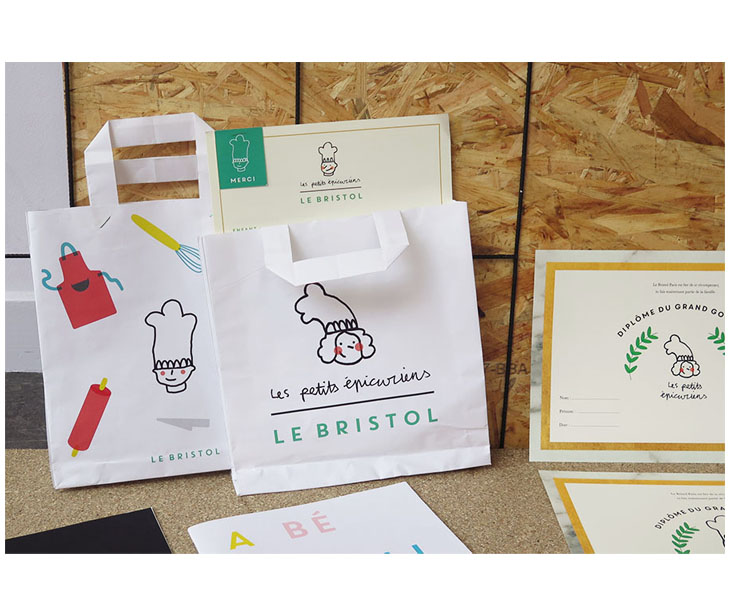 MERCI
Les petits épicuriens
LE BRISTOL
LE BRISTOL
Les petits épicuriens
LE BRISTOL
A BÉ
DIPLÔME DU GRAND GO
Les petits
épicuriens
Nom:
Prénom:
Date:
DIPLÔME DU GRAND